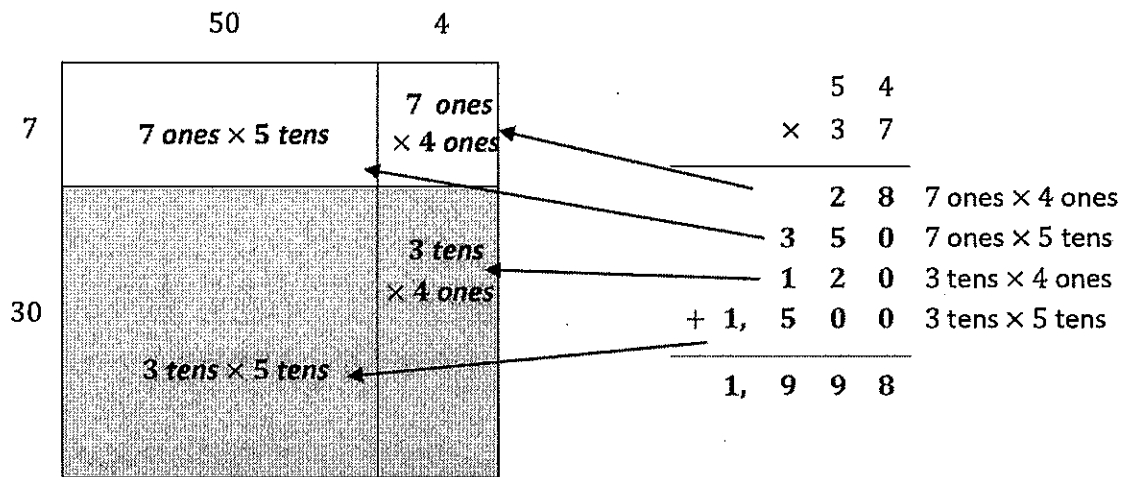 50 4
7
7 ones × 5 tens
7 ones
× 4 ones
30
3 tens
× 4 ones
3 tens × 5 tens
5 4
× 3 7
2 8 7 ones × 4 ones
3 5 0 7 ones × 5 tens
1 2 0 3 tens × 4 ones
+ 1, 5 0 0 3 tens × 5 tens
1, 9 9 8